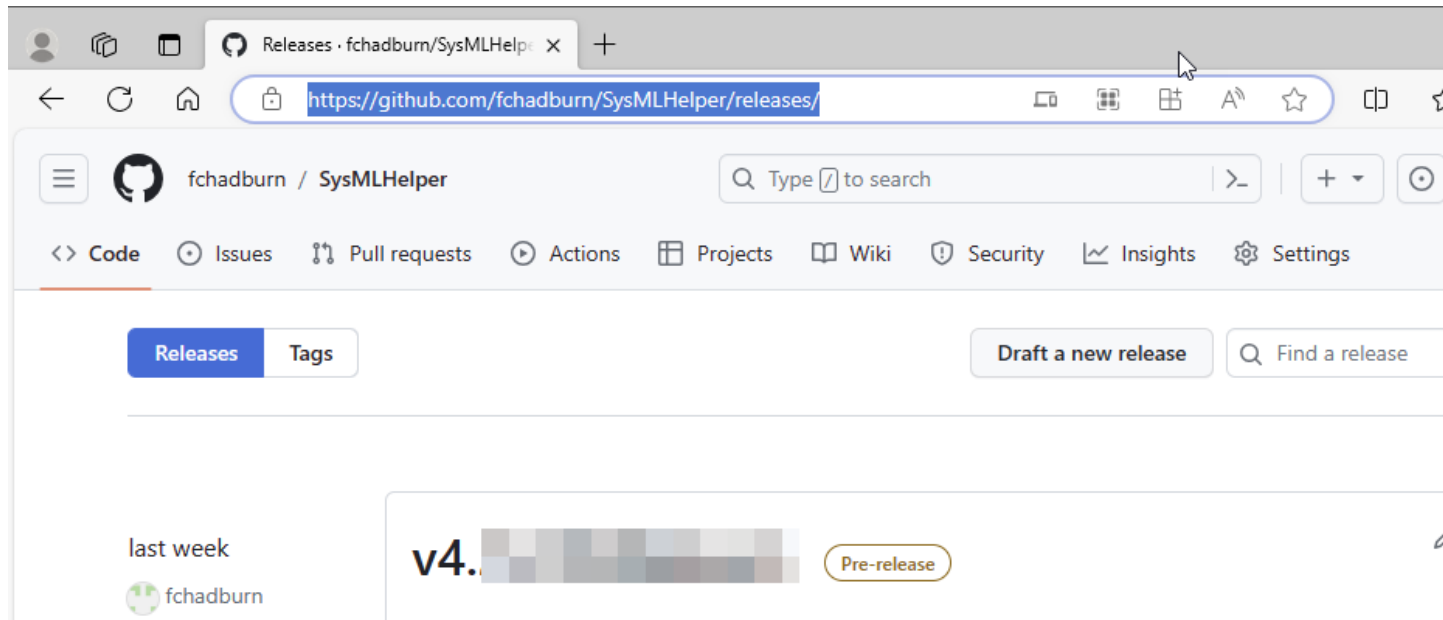 Releases · fchadburn/SysMLHelpe
https://github.com/fchadburn/SysMLHelper/releases/
fchadburn / SysMLHelper
Type / to search
<> Code Issues Pull requests Actions Projects Wiki Security Insights Settings
Releases Tags Draft a new release Find a release
last week
v4. Pre-release
fchadburn